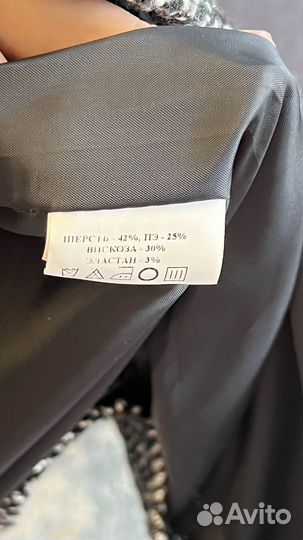 ШЕРСТЬ - 42%, ПЭ - 25%
ВИСКОЗА - 30%
ЭЛАСТАН - 3%
Avito